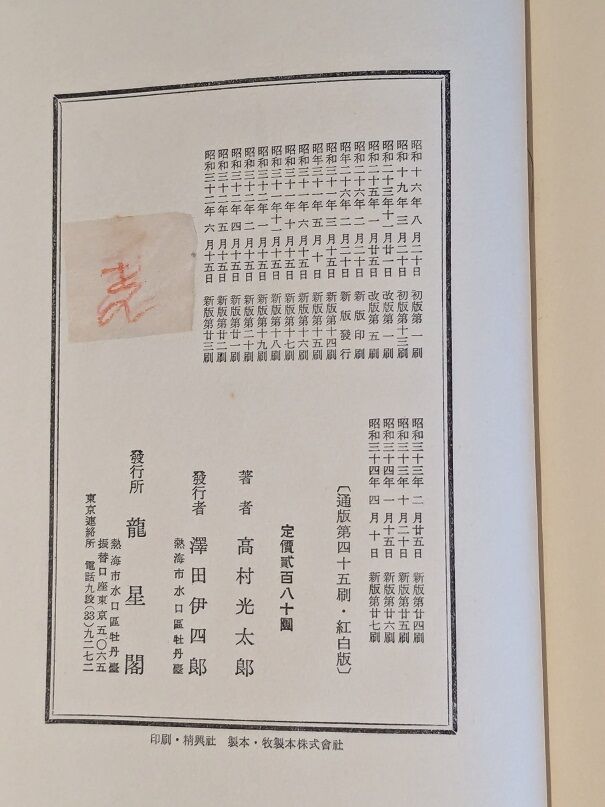 昭和十六年八月二十日 初版第一刷
昭和十九年三月二十日 初版第十三刷
昭和二十三年十一月廿一日 改版第一刷
昭和二十五年一月廿五日 改版第五刷
昭和二十六年二月二十日 新版印刷
昭年二十六年二月二十日 新版發行
昭和三十一年三月十五日 新版第十四刷
昭年三十一年五月十日 新版第十五刷
昭和三十一年六月十五日 新版第十六刷
昭和三十一年十月十五日 新版第十七刷
昭和三十一年十一月十五日 新版第十八刷
昭和三十二年一月十五日 新版第十九刷
昭和三十二年二月十五日 新版第二十刷
昭和三十二年四月十五日 新版第廿一刷
昭和三十二年五月十五日 新版第廿二刷
昭和三十二年六月十五日 新版第廿三刷
昭和三十三年二月廿五日 新版第廿四刷
昭和三十三年十月二十日 新版第廿五刷
昭和三十四年一月十五日 新版第廿六刷
昭和三十四年四月十日 新版第廿七刷
〔通版第四十五刷・紅白版〕
定價貳百八十圓
著者 高村光太郎
發行者 澤田伊四郎
熱海市水口區牡丹臺
發行所 龍星閣
熱海市水口區牡丹臺
振替口座東京五〇六五
東京連絡所 電話九段(33)九二七二
印刷・精興社 製本・牧製本株式會社